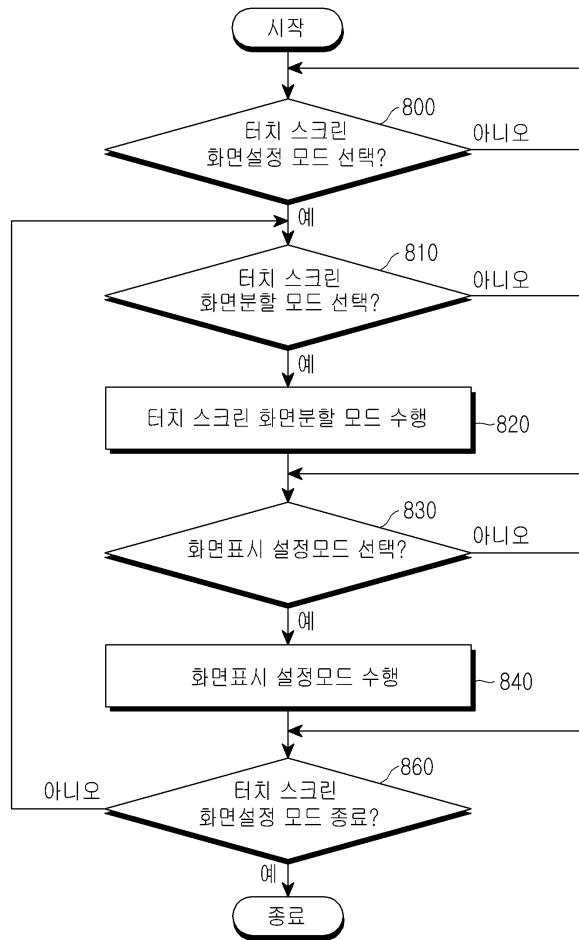 시작
800
터치 스크린
화면설정 모드 선택?
아니오
예
810
터치 스크린
화면분할 모드 선택?
아니오
예
터치 스크린 화면분할 모드 수행
820
830
화면표시 설정모드 선택?
아니오
예
화면표시 설정모드 수행
840
860
아니오
터치 스크린
화면설정 모드 종료?
예
종료